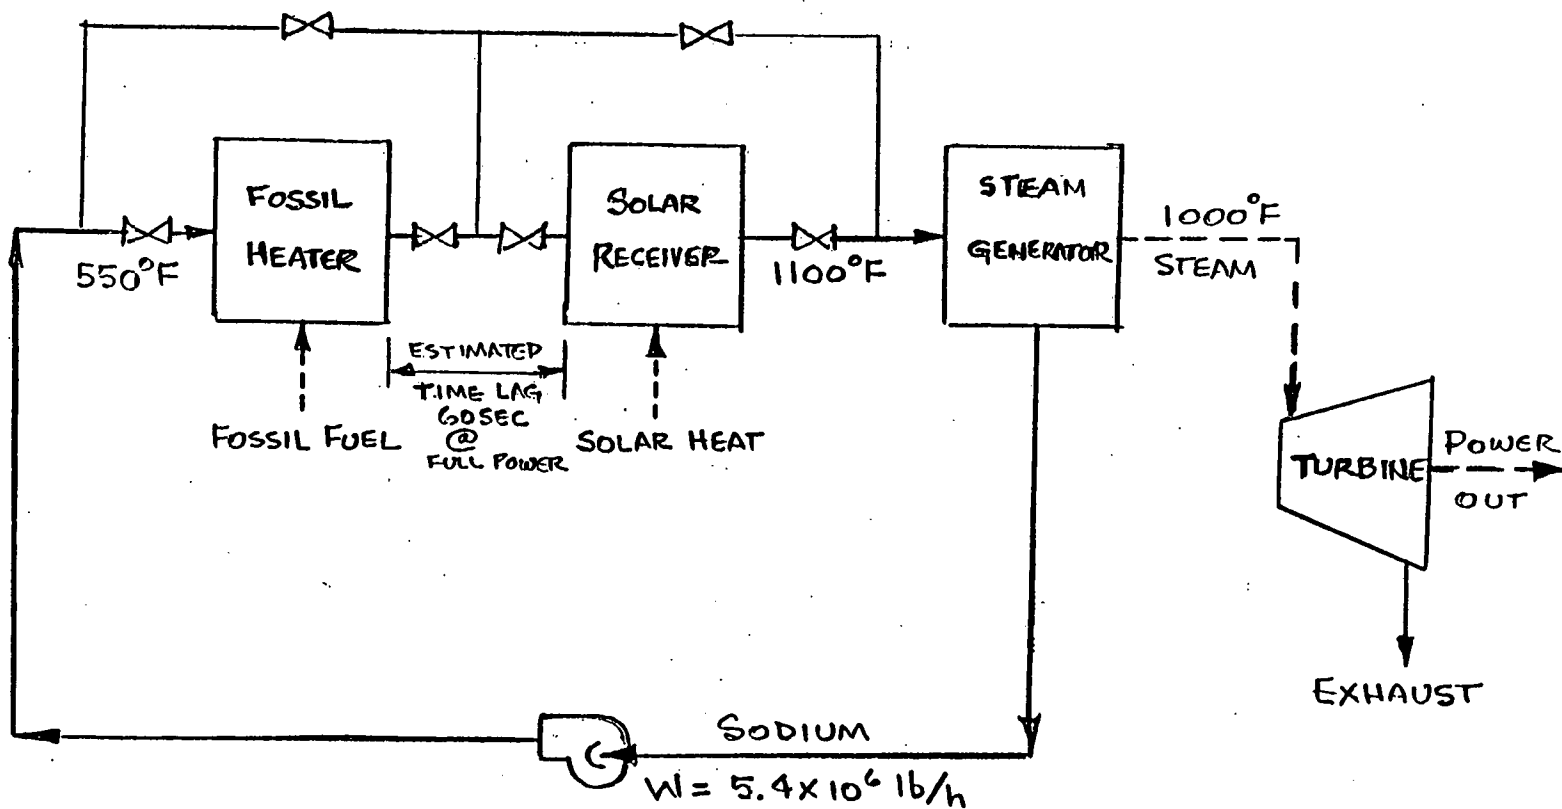 FOSSIL
HEATER
SOLAR
RECEIVER
STEAM
GENERATOR
1000°F
STEAM
550°F
1100°F
ESTIMATED
TIME LAG
60SEC
@
FULL POWER
FOSSIL FUEL
SOLAR HEAT
TURBINE
POWER
OUT
EXHAUST
SODIUM
W = 5.4 x 10⁶ lb/h